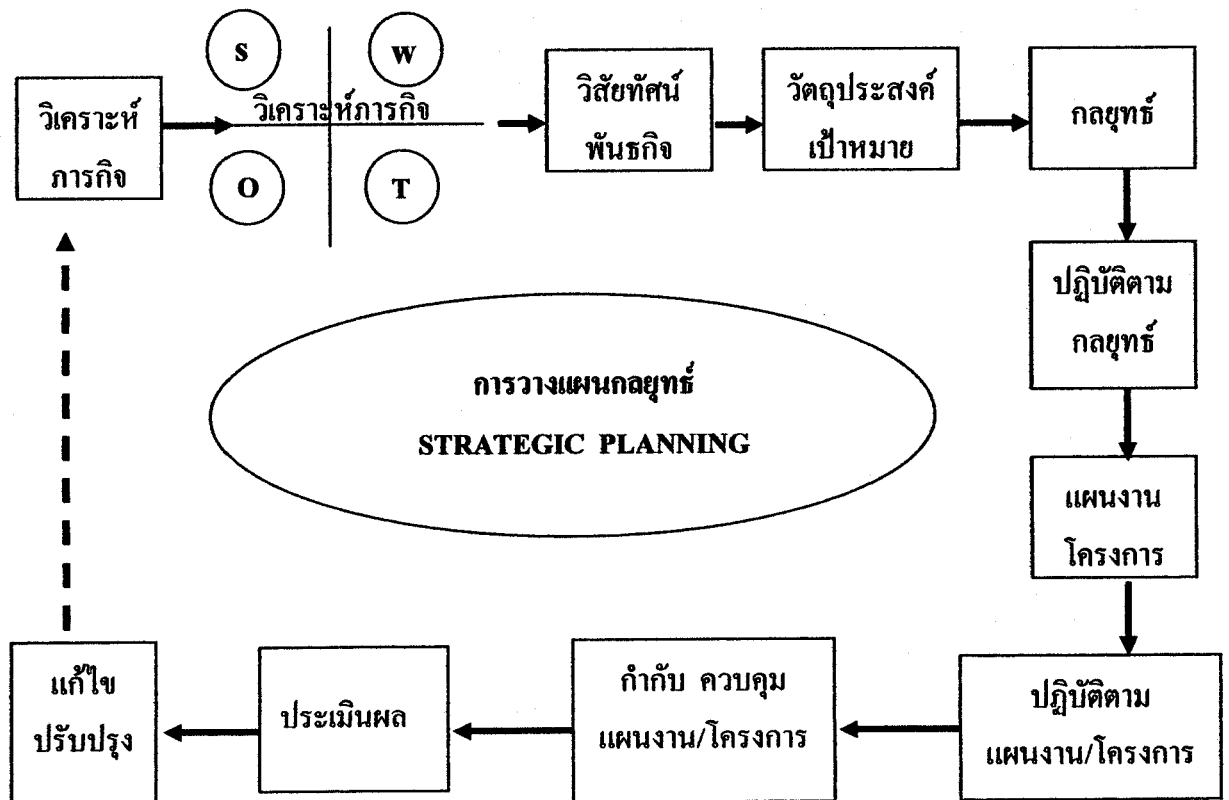 วิเคราะห์
ภารกิจ
S
W
วิเคราะห์ภารกิจ
O
T
วิสัยทัศน์
พันธกิจ
วัตถุประสงค์
เป้าหมาย
กลยุทธ์
ปฏิบัติตาม
กลยุทธ์
แผนงาน
โครงการ
ปฏิบัติตาม
แผนงาน/โครงการ
กำกับ ควบคุม
แผนงาน/โครงการ
ประเมินผล
แก้ไข
ปรับปรุง
การวางแผนกลยุทธ์
STRATEGIC PLANNING